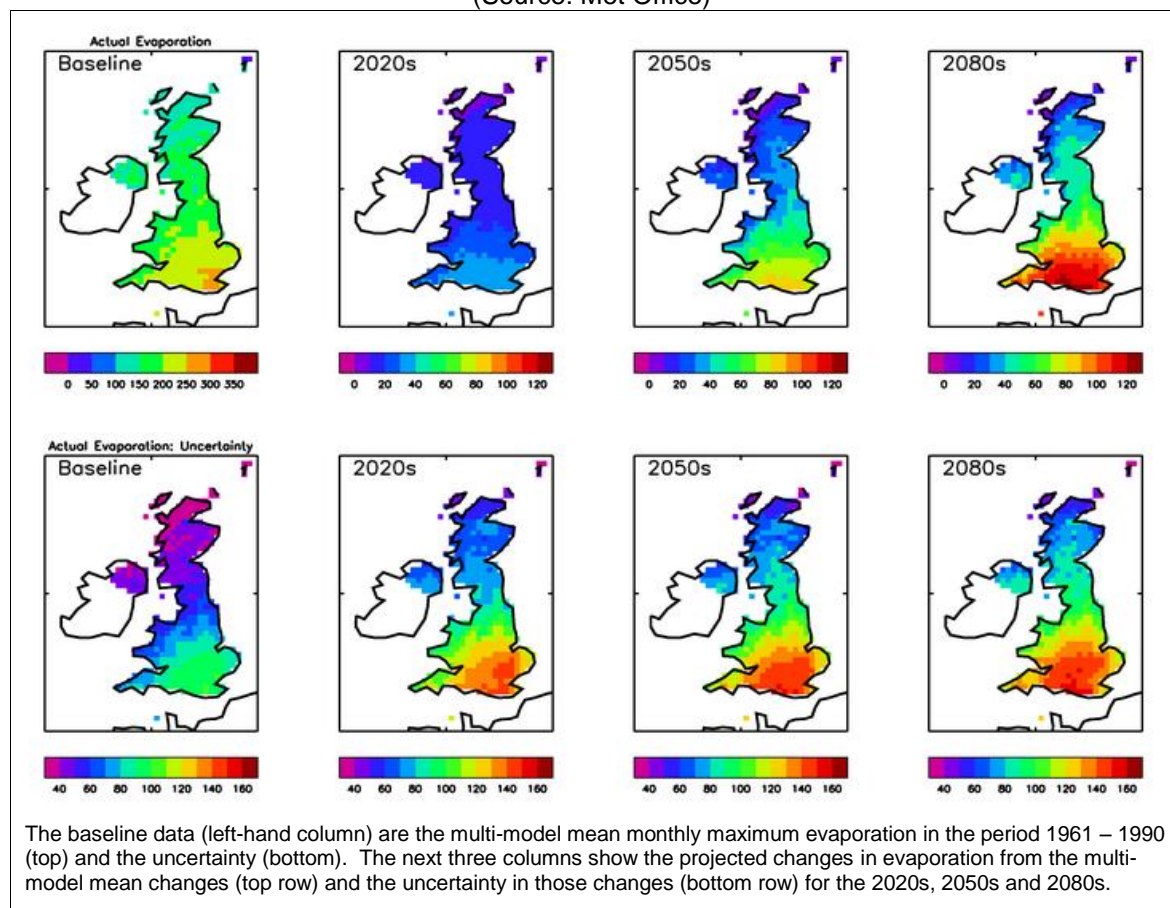 (Source: Met Office)
Actual Evaporation
Baseline
2020s
2050s
2080s
0 50 100 150 200 250 300 350
0 20 40 60 80 100 120
0 20 40 60 80 100 120
0 20 40 60 80 100 120
Actual Evaporation: Uncertainty
Baseline
2020s
2050s
2080s
40 60 80 100 120 140 160
40 60 80 100 120 140 160
40 60 80 100 120 140 160
40 60 80 100 120 140 160
The baseline data (left-hand column) are the multi-model mean monthly maximum evaporation in the period 1961 – 1990
(top) and the uncertainty (bottom). The next three columns show the projected changes in evaporation from the multi-
model mean changes (top row) and the uncertainty in those changes (bottom row) for the 2020s, 2050s and 2080s.